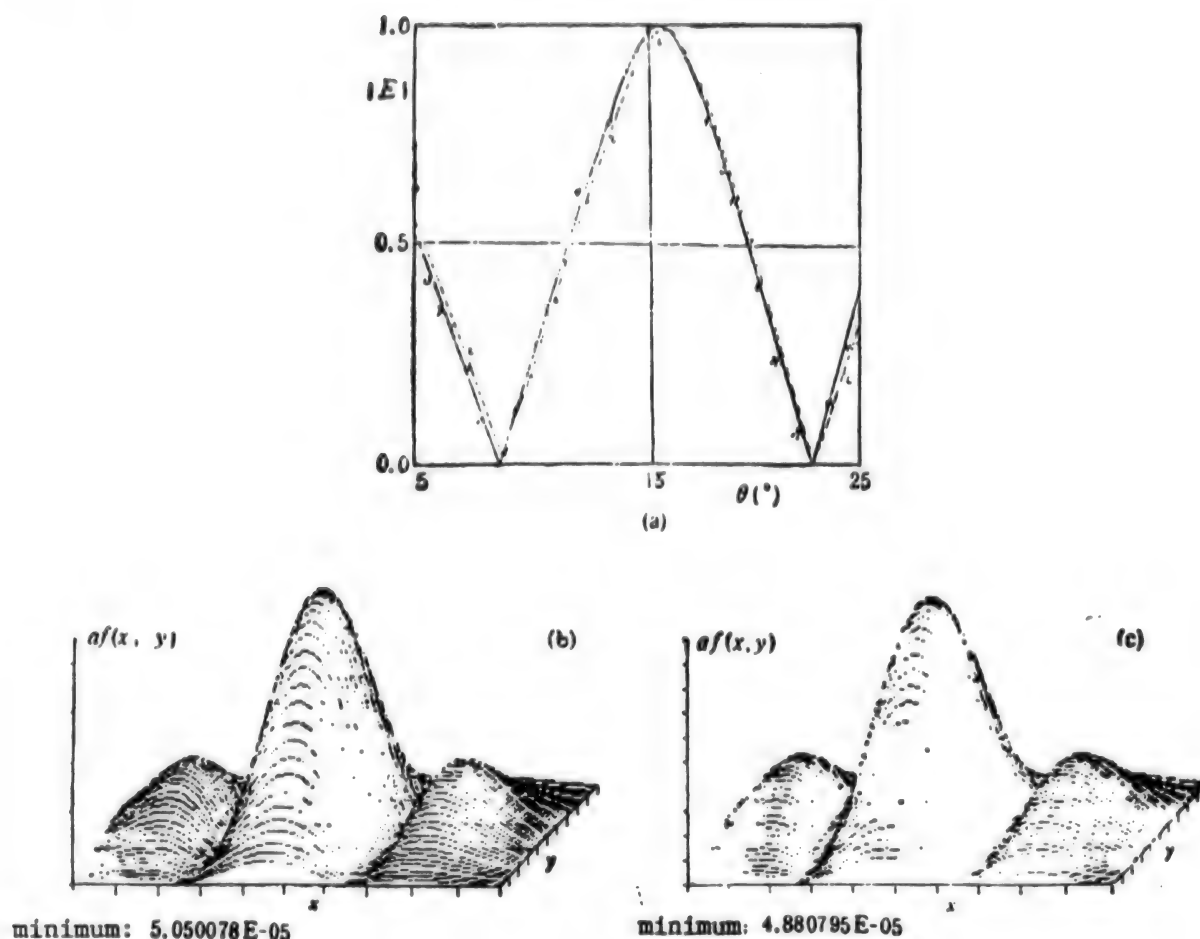 1.0
|E|
0.5
0.0
5 15 25
θ(°)
(a)
af(x, y) (b)
x
y
minimum: 5.050078E-05
af(x,y) (c)
x
y
minimum: 4.880795E-05